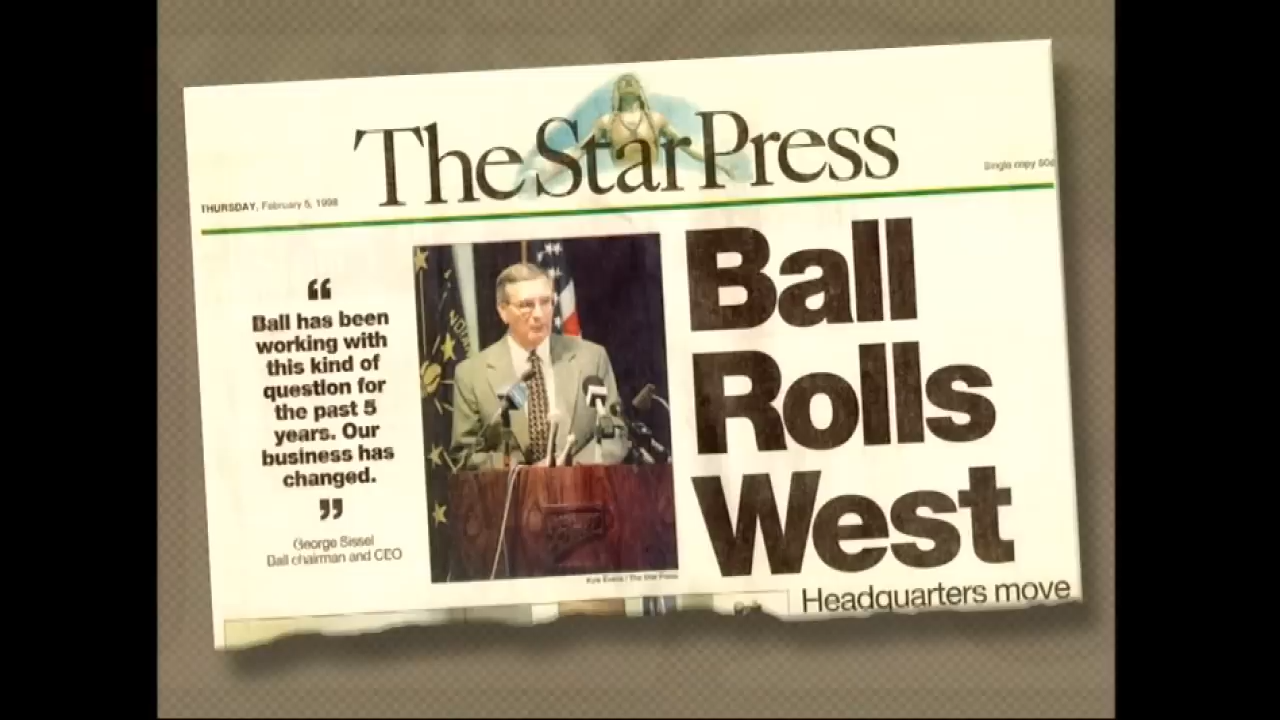 The Star Press
Single copy 50¢
THURSDAY, February 5, 1998
“
Ball has been
working with
this kind of
question for
the past 5
years. Our
business has
changed.
”
George Sissel
Ball chairman and CEO
INDIANA
Ball
Rolls
West
Kyle Evans / The Star Press
Headquarters move